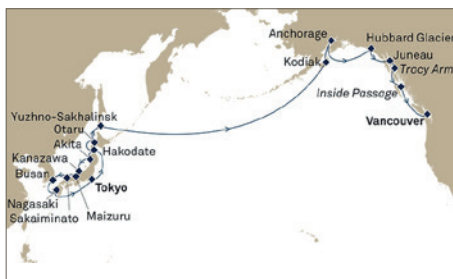 Anchorage
Hubbard Glacier
Juneau
Kodiak
Tracy Arm
Inside Passage
Yuzhno-Sakhalinsk
Vancouver
Otaru
Akita
Hakodate
Kanazawa
Busan
Tokyo
Nagasaki
Maizuru
Sakaiminato